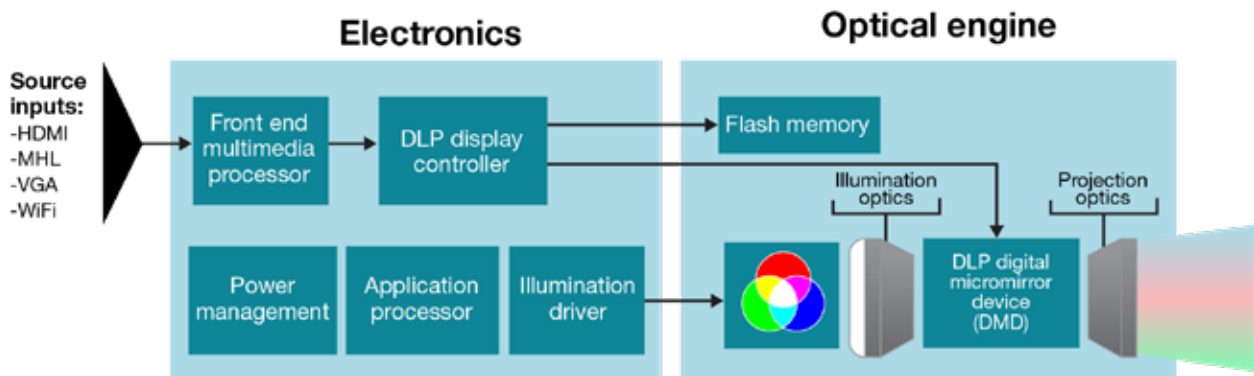 Electronics
Optical engine
Source
inputs:
-HDMI
-MHL
-VGA
-WiFi
Front end
multimedia
processor
DLP display
controller
Flash memory
Illumination
optics
Projection
optics
Power
management
Application
processor
Illumination
driver
DLP digital
micromirror
device
(DMD)